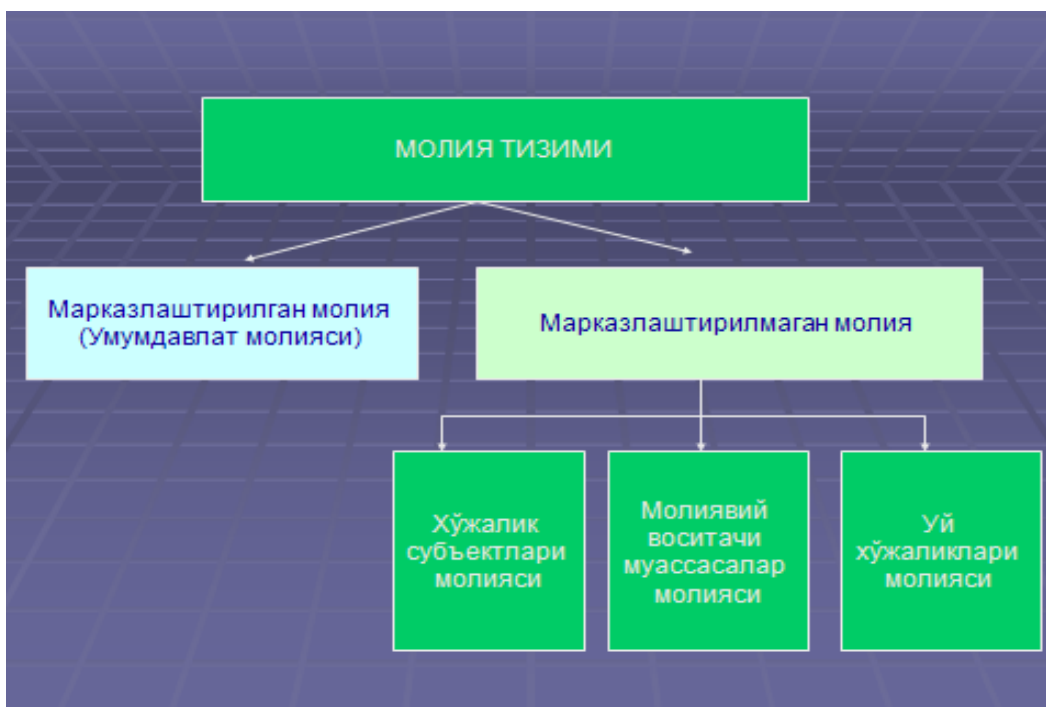 МОЛИЯ ТИЗИМИ
Марказлаштирилган молия
(Умумдавлат молияси)
Марказлаштирилмаган молия
Хўжалик
субъектлари
молияси
Молиявий
воситачи
муассасалар
молияси
Уй
хўжаликлари
молияси